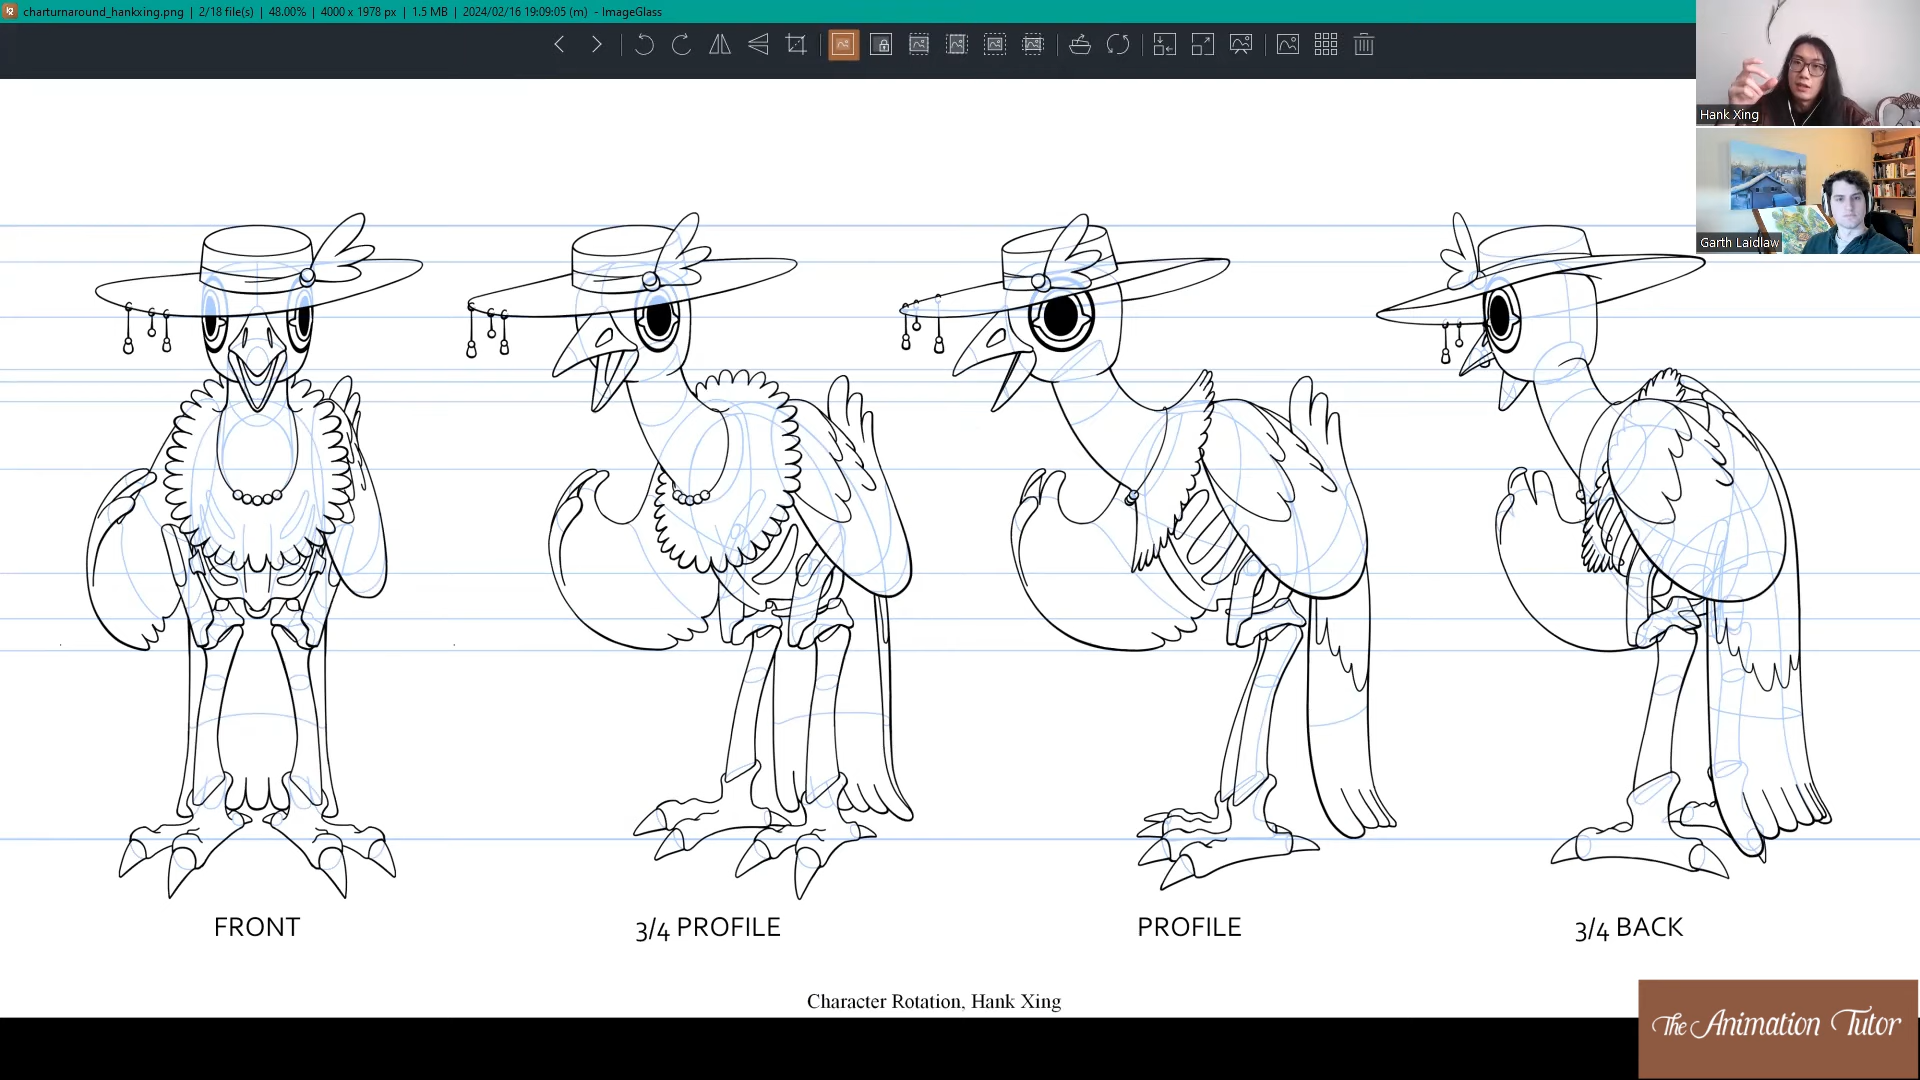 charturnaround_hankxing.png | 2/18 file(s) | 48.00% | 4000 x 1978 px | 1.5 MB | 2024/02/16 19:09:05 (m) - ImageGlass
Hank Xing
Garth Laidlaw
FRONT
3/4 PROFILE
PROFILE
3/4 BACK
Character Rotation, Hank Xing
The Animation Tutor